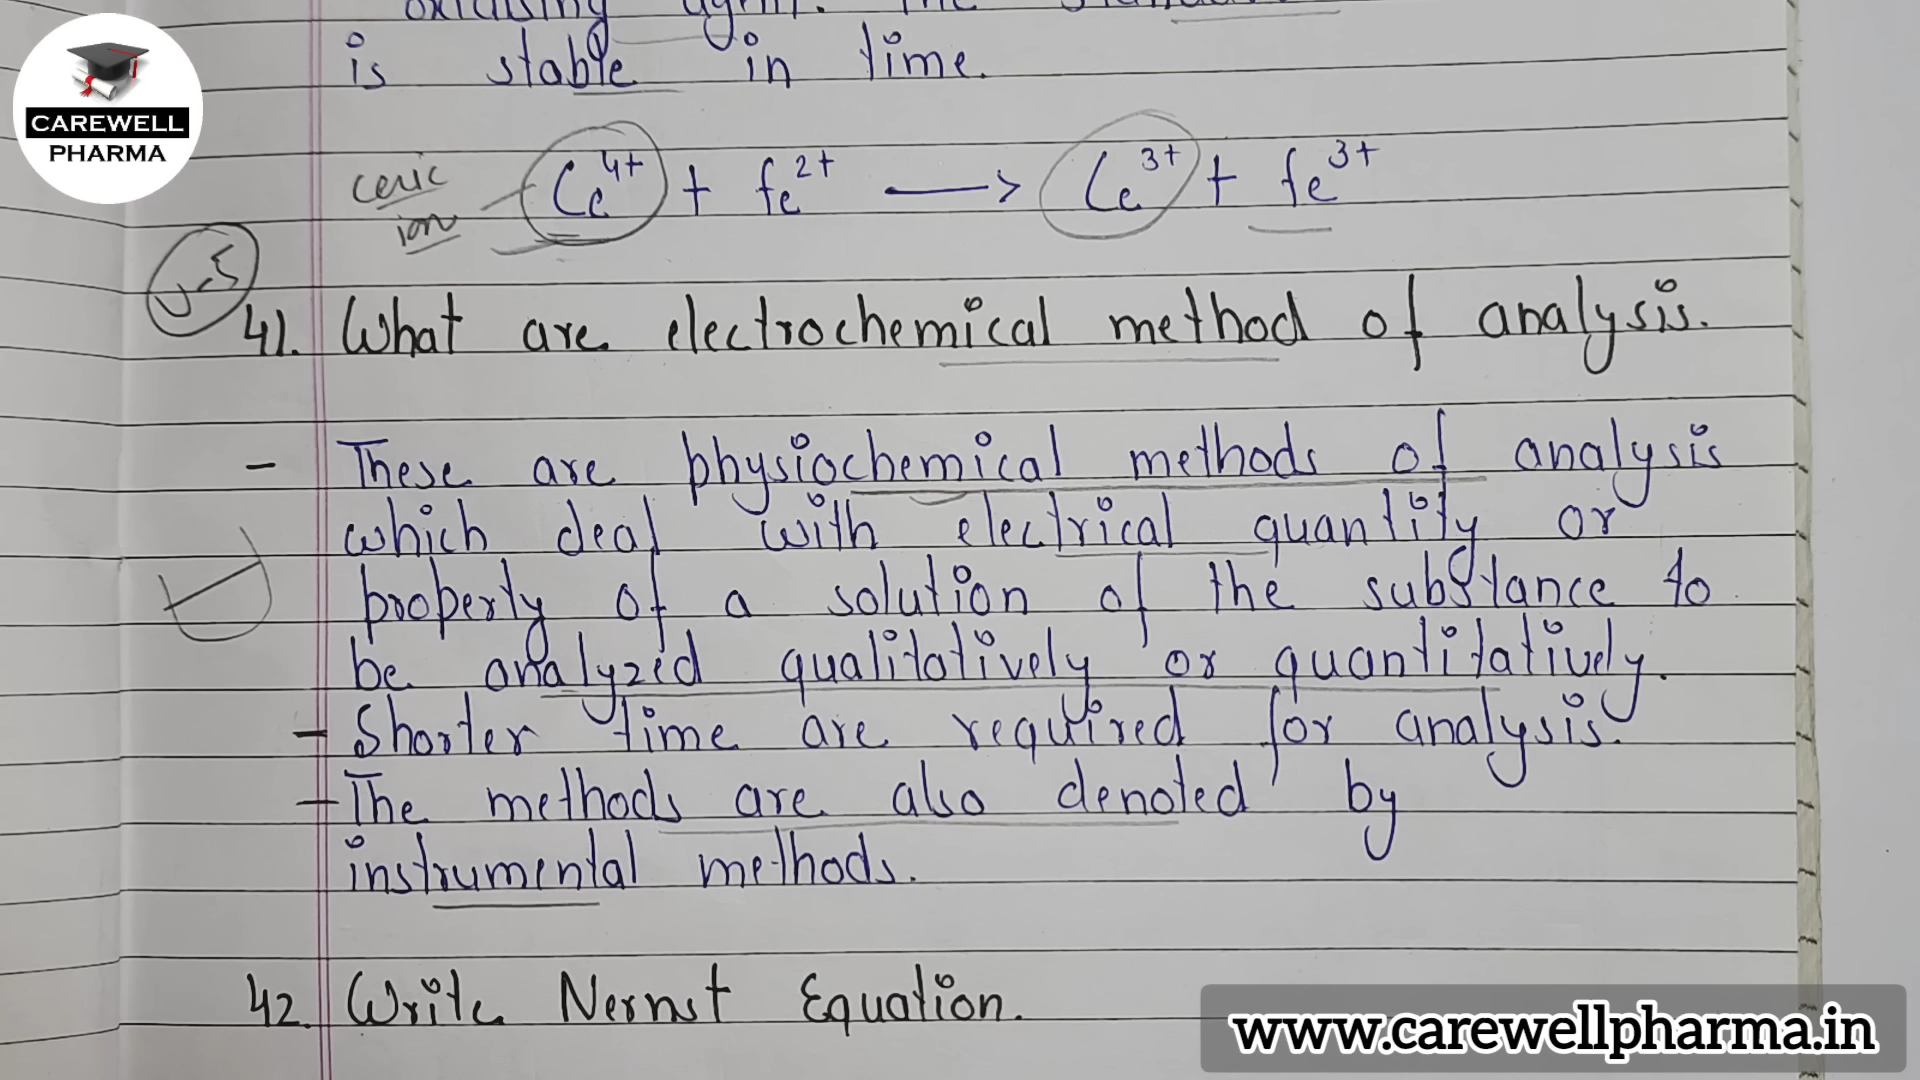 CAREWELL
PHARMA
is stable in time.
ceric
ion
Ce4+ + fe2+ —> Ce3+ + fe3+
41. What are electrochemical method of analysis.
- These are physiochemical methods of analysis
which deal with electrical quantity or
property of a solution of the substance to
be analyzed qualitatively or quantitatively.
- Shorter time are required for analysis.
- The methods are also denoted by
instrumental methods.
42. Write Nernst Equation.
www.carewellpharma.in